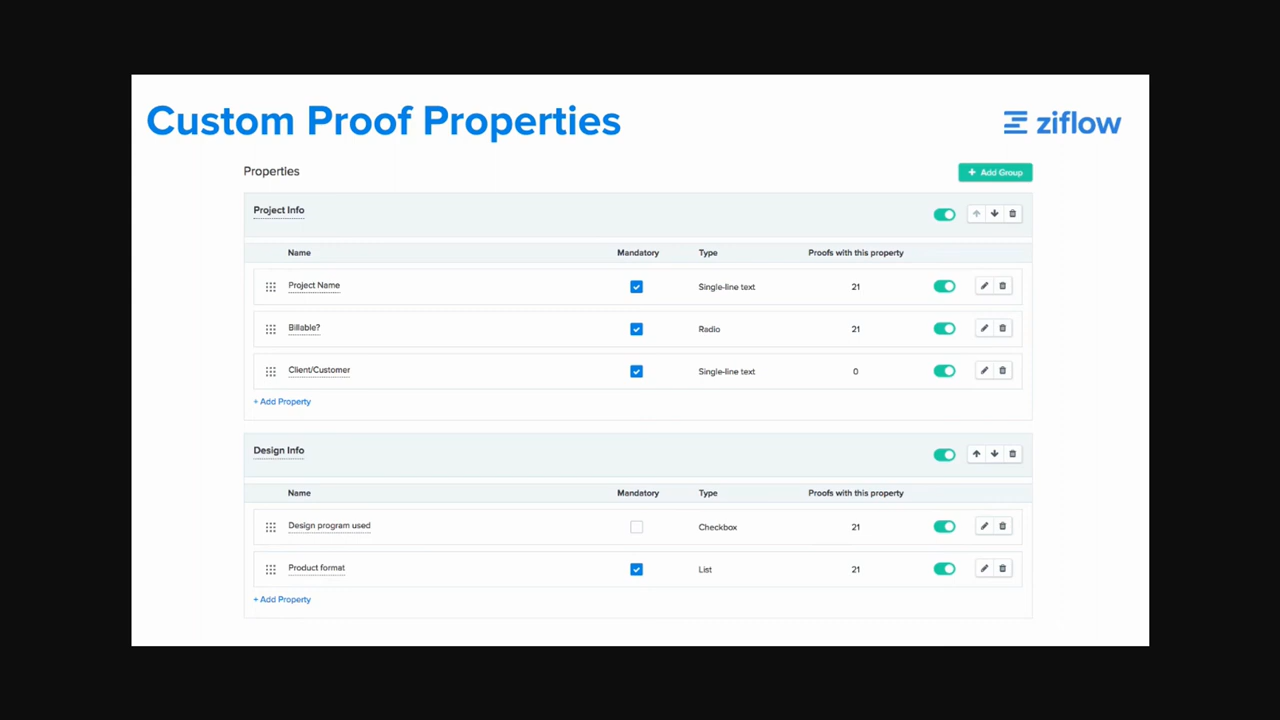 Custom Proof Properties
ziflow
Properties
+ Add Group
Project Info
Name Mandatory Type Proofs with this property
Project Name Single-line text 21
Billable? Radio 21
Client/Customer Single-line text 0
+ Add Property
Design Info
Name Mandatory Type Proofs with this property
Design program used Checkbox 21
Product format List 21
+ Add Property